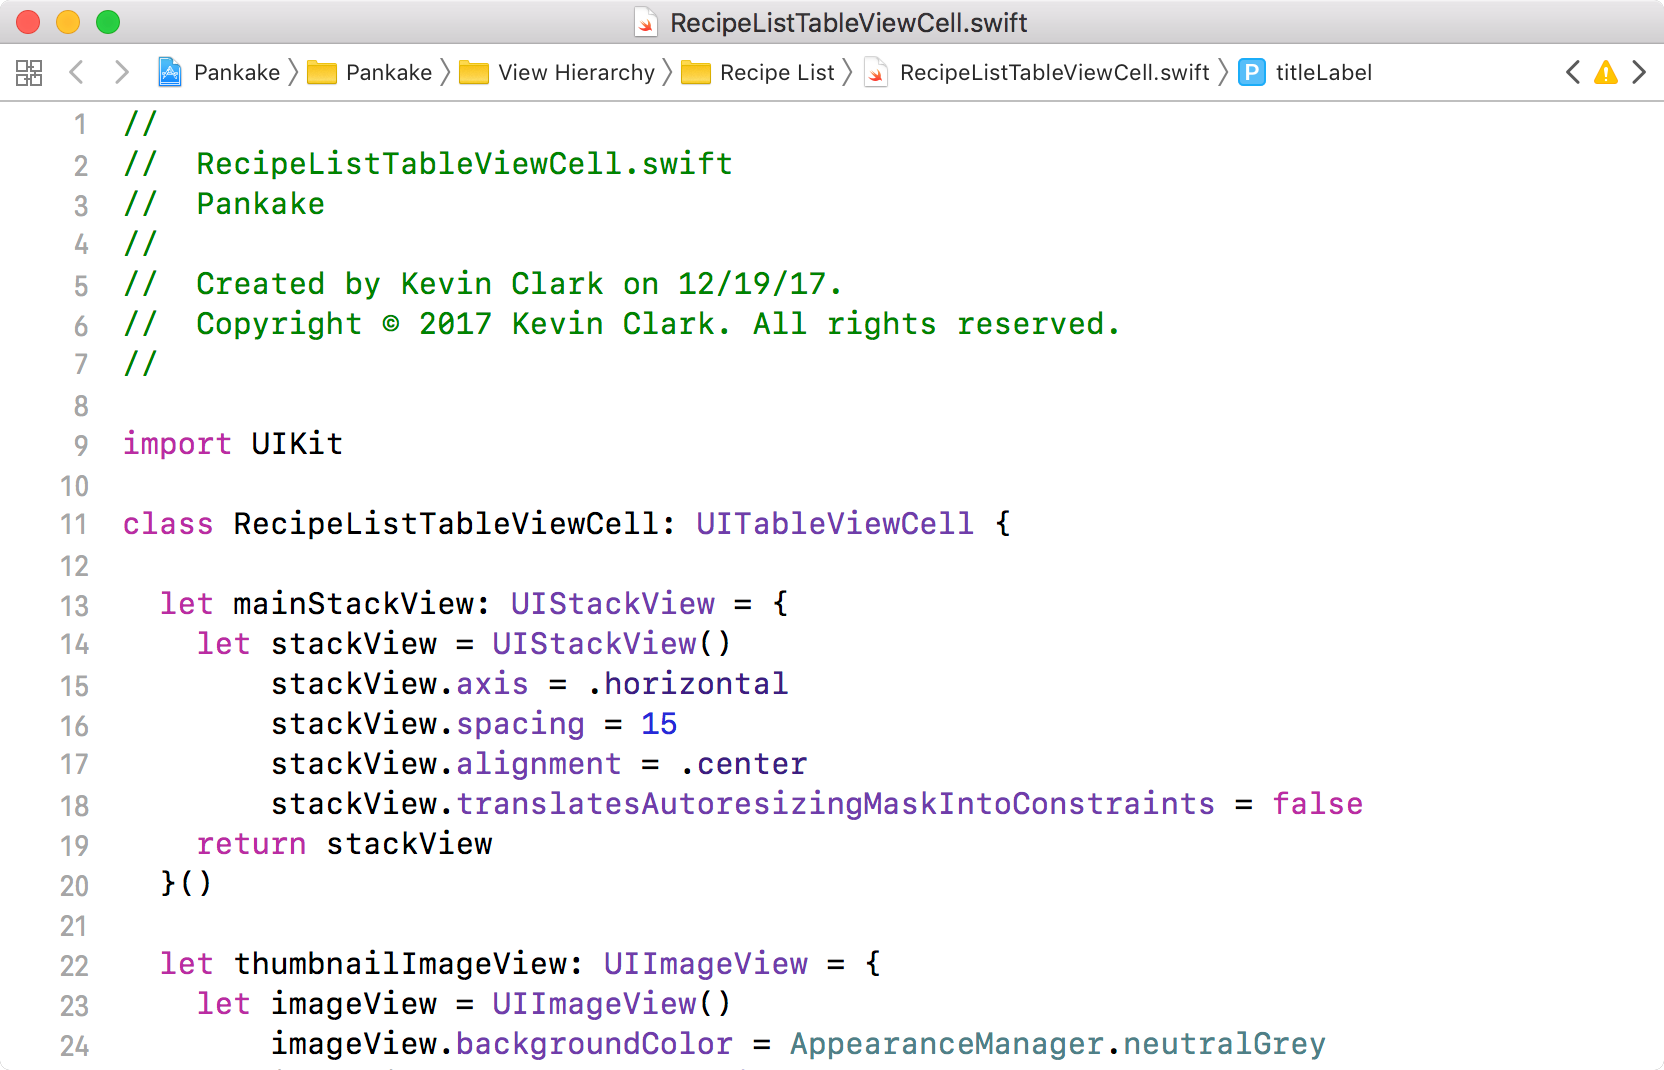 RecipeListTableViewCell.swift
Pankake Pankake View Hierarchy Recipe List RecipeListTableViewCell.swift P titleLabel
1 //
2 //  RecipeListTableViewCell.swift
3 //  Pankake
4 //
5 //  Created by Kevin Clark on 12/19/17.
6 //  Copyright © 2017 Kevin Clark. All rights reserved.
7 //
8
9 import UIKit
10
11 class RecipeListTableViewCell: UITableViewCell {
12
13   let mainStackView: UIStackView = {
14     let stackView = UIStackView()
15         stackView.axis = .horizontal
16         stackView.spacing = 15
17         stackView.alignment = .center
18         stackView.translatesAutoresizingMaskIntoConstraints = false
19     return stackView
20   }()
21
22   let thumbnailImageView: UIImageView = {
23     let imageView = UIImageView()
24         imageView.backgroundColor = AppearanceManager.neutralGrey